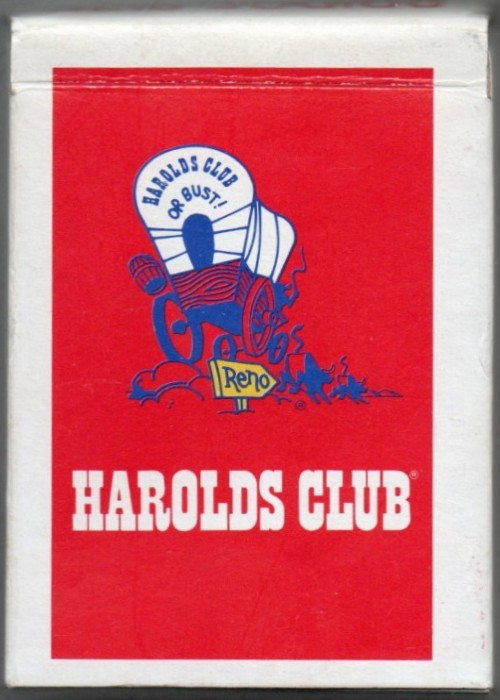 HAROLDS CLUB
OR BUST!
Reno
®
HAROLDS CLUB®